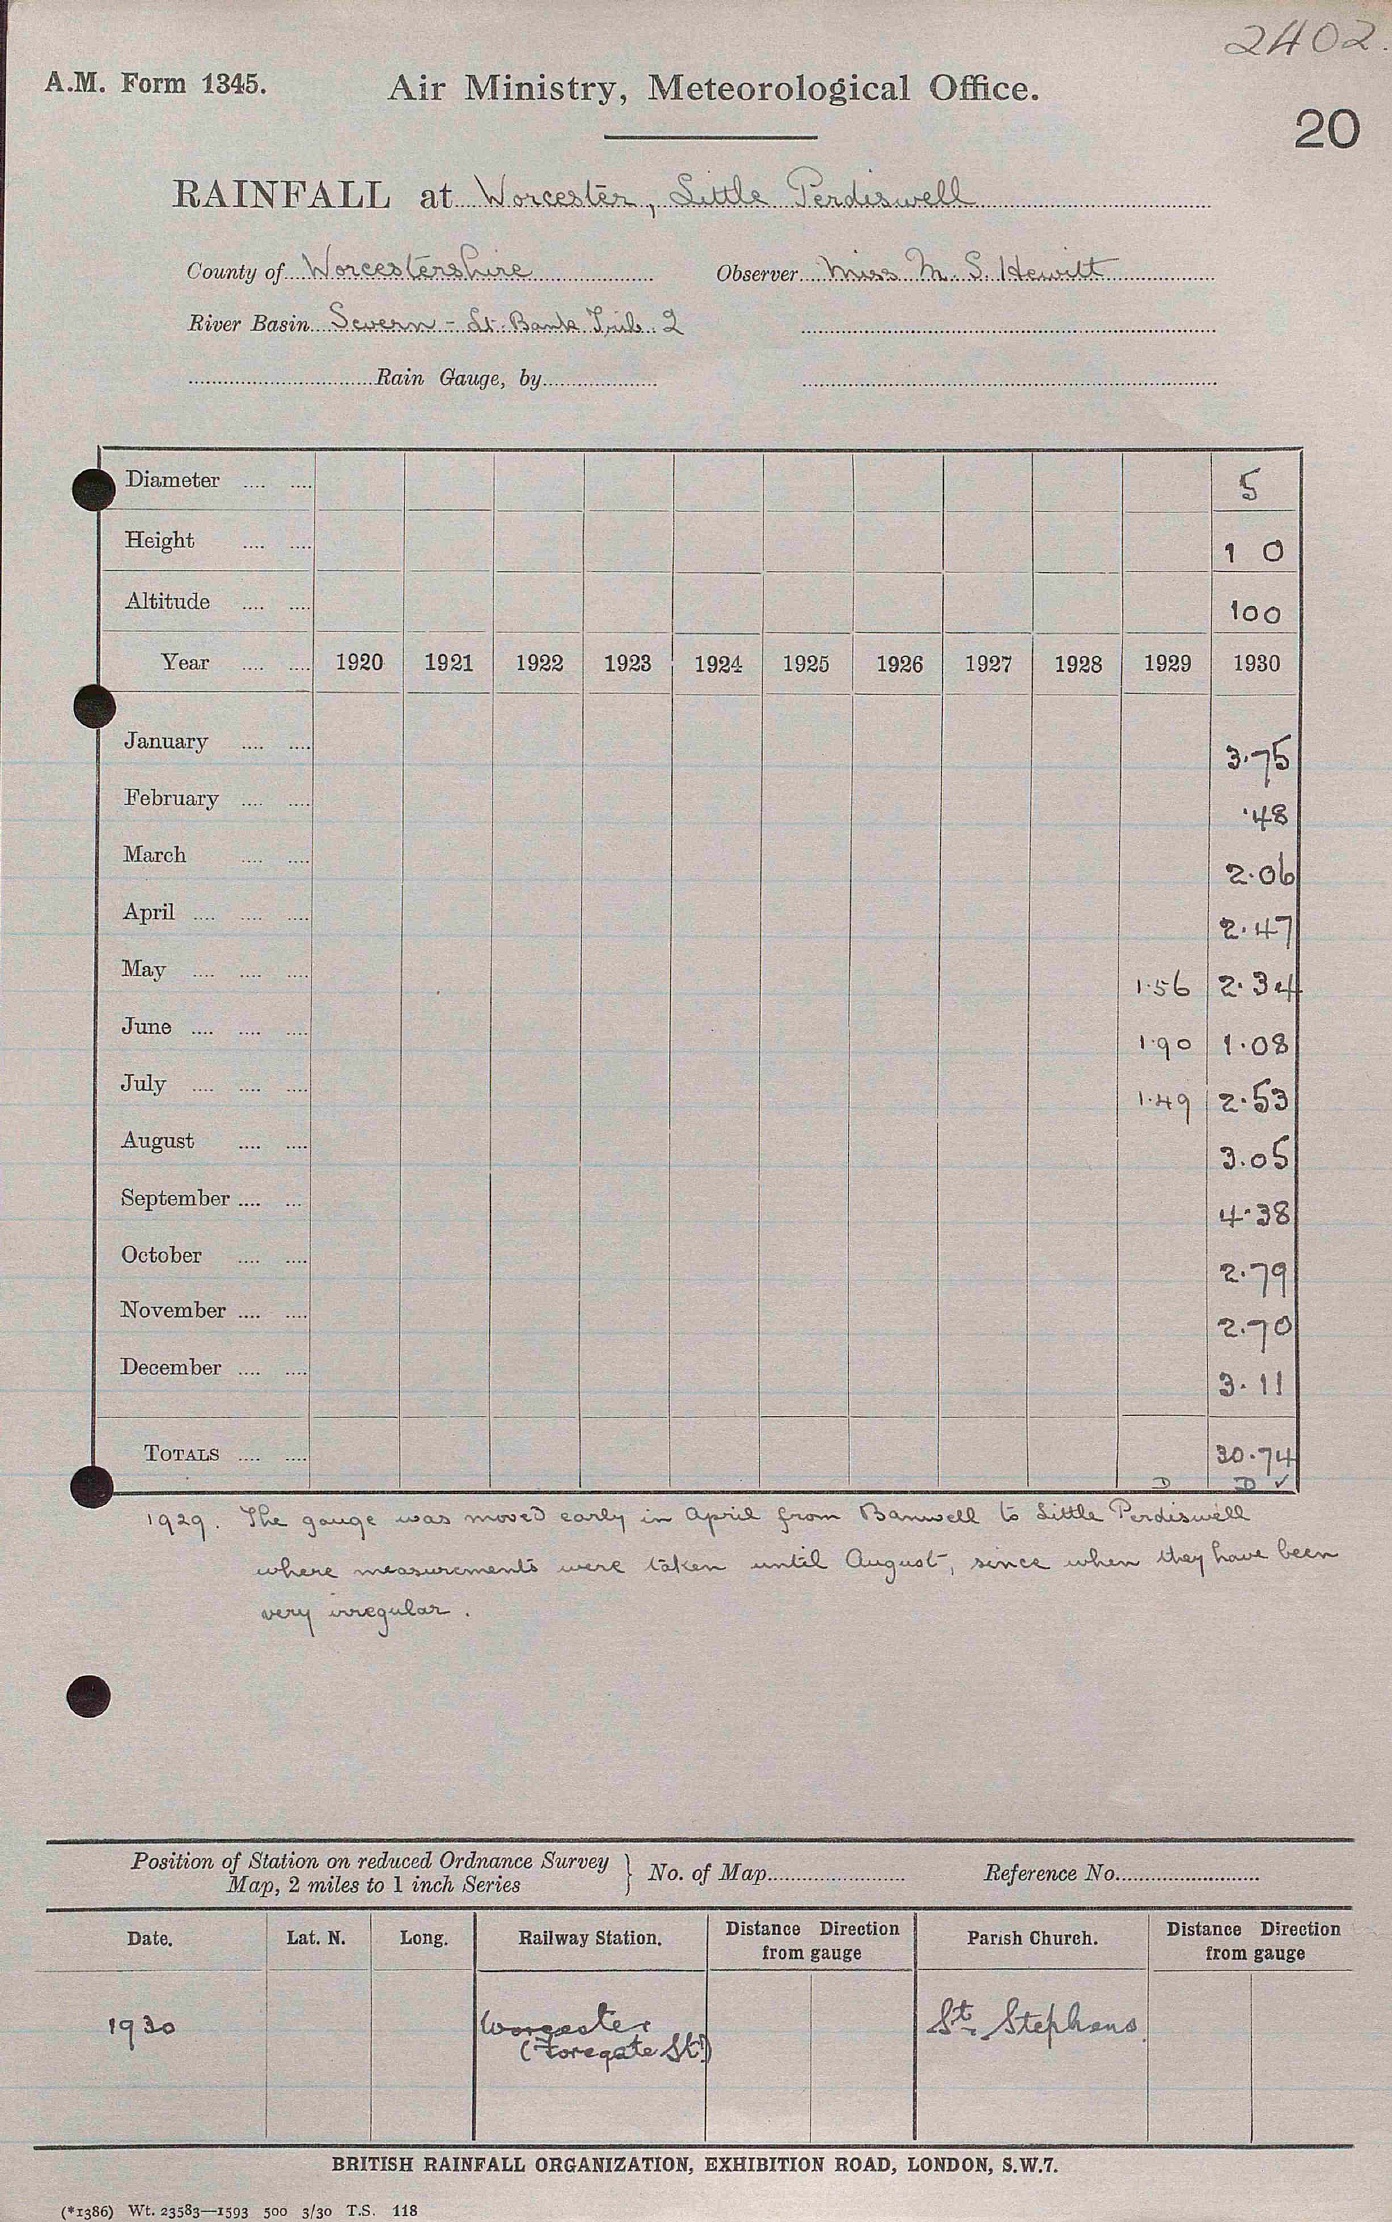 2402.
A.M. Form 1345. Air Ministry, Meteorological Office.
20
RAINFALL at Worcester, Little Perdiswell
County of Worcestershire Observer Miss M. S. Hewitt
River Basin Severn - Lt. Bank Trib. 2
Rain Gauge, by
Diameter .... .... 5
Height .... .... 1 0
Altitude .... .... 100
Year .... .... 1920 1921 1922 1923 1924 1925 1926 1927 1928 1929 1930
January .... .... 3.75
February .... .... .48
March .... .... 2.06
April .... .... .... 2.47
May .... .... .... 1.56 2.34
June .... .... .... 1.90 1.08
July .... .... .... 1.49 2.53
August .... .... 3.05
September .... .... 4.38
October .... .... 2.79
November .... .... 2.70
December .... .... 3.11
TOTALS .... .... 30.74
D D ✓
1929. The gauge was moved early in April from Banwell to Little Perdiswell
where measurements were taken until August, since when they have been
very irregular.
Position of Station on reduced Ordnance Survey
Map, 2 miles to 1 inch Series } No. of Map Reference No.
Date. Lat. N. Long. Railway Station. Distance Direction from gauge Parish Church. Distance Direction from gauge
1930 Worcester St. Stephens
(Foregate St.)
BRITISH RAINFALL ORGANIZATION, EXHIBITION ROAD, LONDON, S.W.7.
(*1386) Wt. 23583—1593 500 3/30 T.S. 118